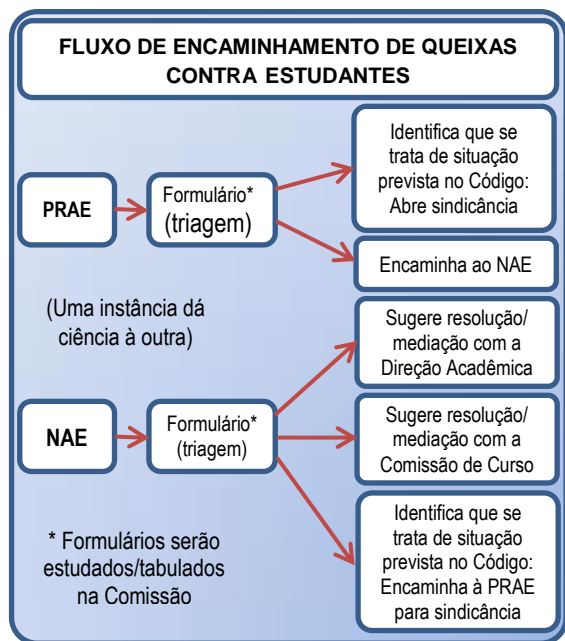 FLUXO DE ENCAMINHAMENTO DE QUEIXAS
CONTRA ESTUDANTES
PRAE
Formulário*
(triagem)
Identifica que se
trata de situação
prevista no Código:
Abre sindicância
Encaminha ao NAE
(Uma instância dá
ciência à outra)
NAE
Formulário*
(triagem)
Sugere resolução/
mediação com a
Direção Acadêmica
Sugere resolução/
mediação com a
Comissão de Curso
Identifica que se
trata de situação
prevista no Código:
Encaminha à PRAE
para sindicância
* Formulários serão
estudados/tabulados
na Comissão